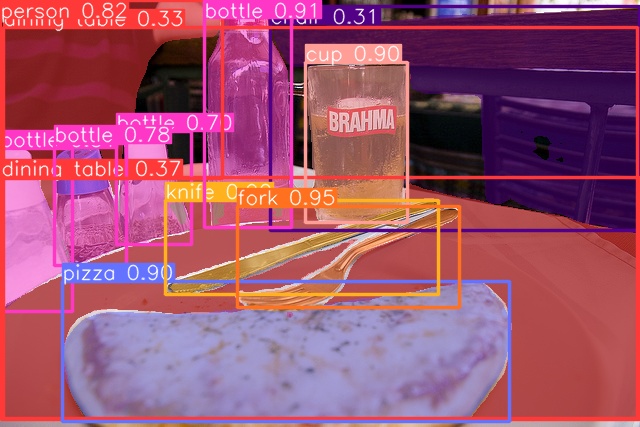 person 0.82
dining table 0.33
bottle 0.91
0.31
cup 0.90
BRAHMA
bottle 0.70
bottle
bottle 0.78
dining table 0.37
knife
fork 0.95
pizza 0.90